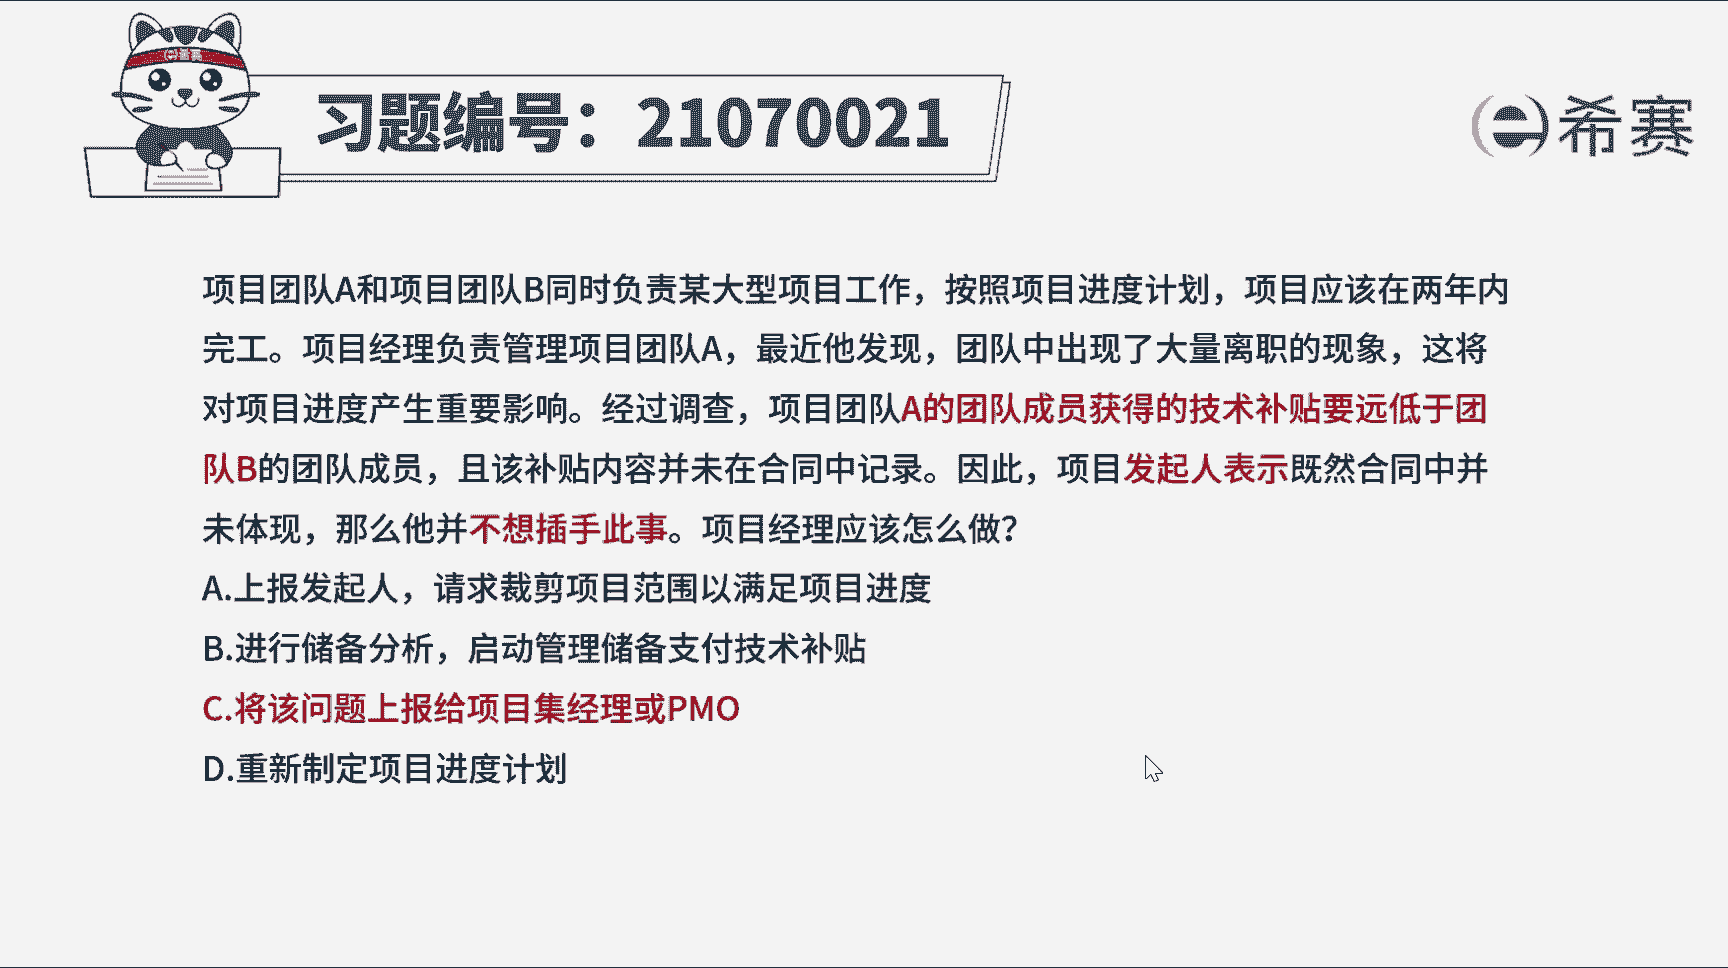 习题编号：21070021
希赛
项目团队A和项目团队B同时负责某大型项目工作，按照项目进度计划，项目应该在两年内
完工。项目经理负责管理项目团队A，最近他发现，团队中出现了大量离职的现象，这将
对项目进度产生重要影响。经过调查，项目团队A的团队成员获得的技术补贴要远低于团
队B的团队成员，且该补贴内容并未在合同中记录。因此，项目发起人表示既然合同中并
未体现，那么他并不想插手此事。项目经理应该怎么做？
A.上报发起人，请求裁剪项目范围以满足项目进度
B.进行储备分析，启动管理储备支付技术补贴
C.将该问题上报给项目集经理或PMO
D.重新制定项目进度计划